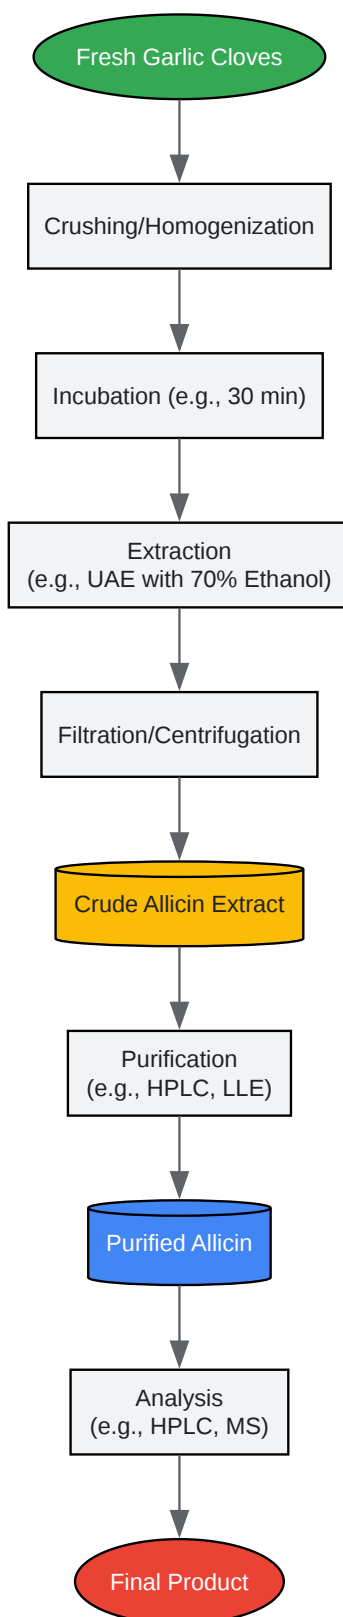 Fresh Garlic Cloves
Crushing/Homogenization
Incubation (e.g., 30 min)
Extraction
(e.g., UAE with 70% Ethanol)
Filtration/Centrifugation
Crude Allicin Extract
Purification
(e.g., HPLC, LLE)
Purified Allicin
Analysis
(e.g., HPLC, MS)
Final Product